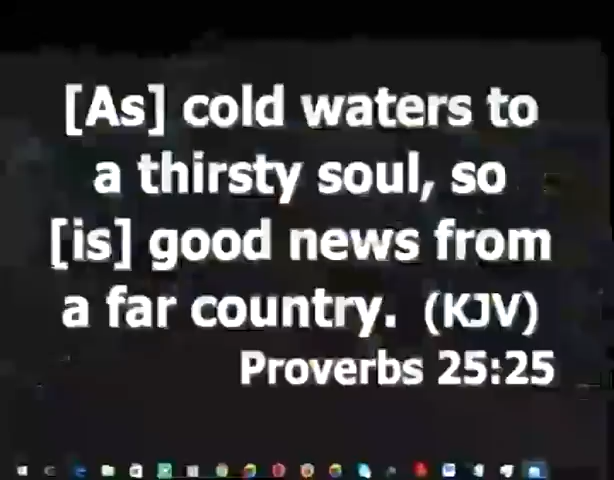 [As] cold waters to
a thirsty soul, so
[is] good news from
a far country. (KJV)
Proverbs 25:25